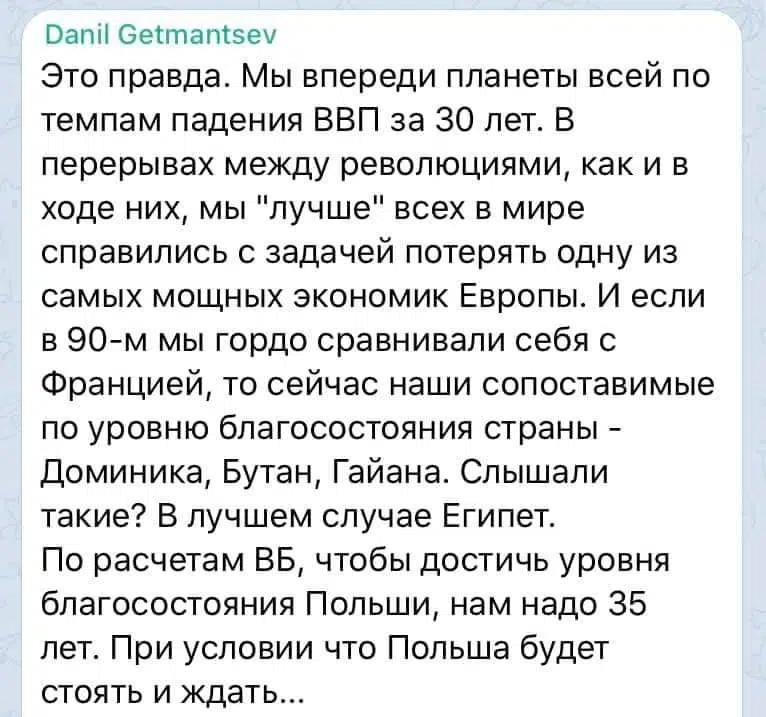 Danil Getmantsev
Это правда. Мы впереди планеты всей по
темпам падения ВВП за 30 лет. В
перерывах между революциями, как и в
ходе них, мы "лучше" всех в мире
справились с задачей потерять одну из
самых мощных экономик Европы. И если
в 90-м мы гордо сравнивали себя с
Францией, то сейчас наши сопоставимые
по уровню благосостояния страны -
Доминика, Бутан, Гайана. Слышали
такие? В лучшем случае Египет.
По расчетам ВБ, чтобы достичь уровня
благосостояния Польши, нам надо 35
лет. При условии что Польша будет
стоять и ждать...